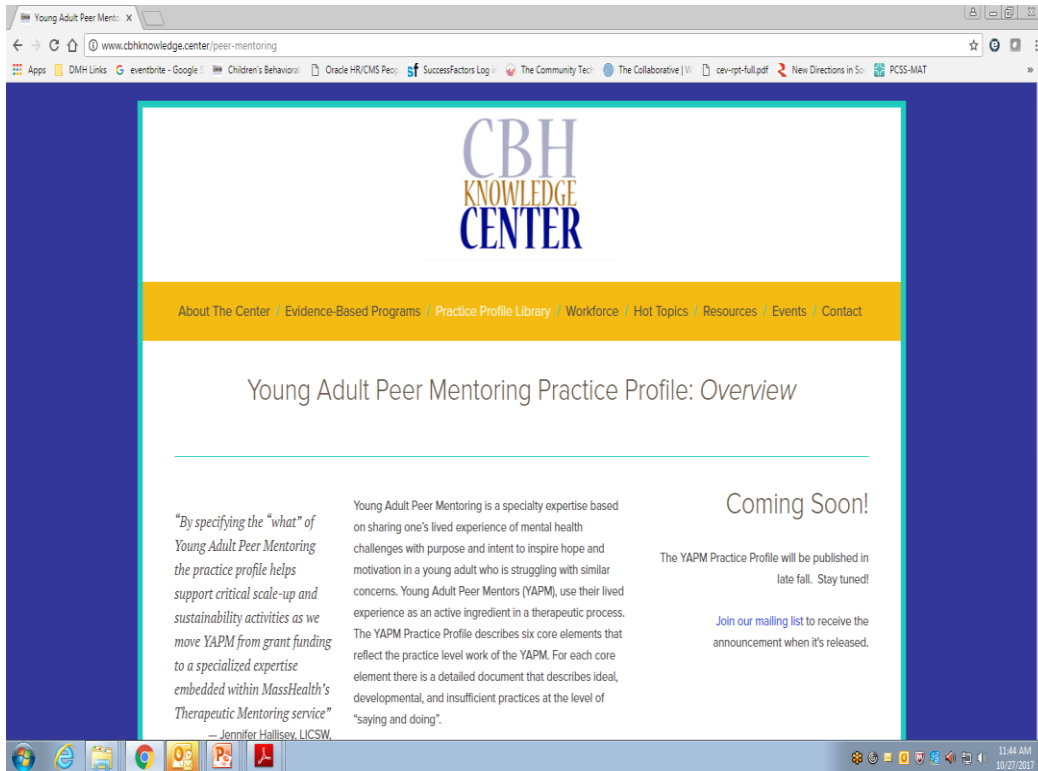 Young Adult Peer Mento
www.cbhknowledge.center/peer-mentoring
Apps DMH Links eventbrite - Google S Children's Behavioral Oracle HR/CMS Peop SuccessFactors Log in The Community Tech The Collaborative | W cev-rpt-full.pdf New Directions in So PCSS-MAT »
CBH
KNOWLEDGE
CENTER
About The Center / Evidence-Based Programs / Practice Profile Library / Workforce / Hot Topics / Resources / Events / Contact
Young Adult Peer Mentoring Practice Profile: Overview
“By specifying the “what” of
Young Adult Peer Mentoring
the practice profile helps
support critical scale-up and
sustainability activities as we
move YAPM from grant funding
to a specialized expertise
embedded within MassHealth’s
Therapeutic Mentoring service”
— Jennifer Hallisey, LICSW,
Young Adult Peer Mentoring is a specialty expertise based
on sharing one's lived experience of mental health
challenges with purpose and intent to inspire hope and
motivation in a young adult who is struggling with similar
concerns. Young Adult Peer Mentors (YAPM), use their lived
experience as an active ingredient in a therapeutic process.
The YAPM Practice Profile describes six core elements that
reflect the practice level work of the YAPM. For each core
element there is a detailed document that describes ideal,
developmental, and insufficient practices at the level of
“saying and doing”.
Coming Soon!
The YAPM Practice Profile will be published in
late fall. Stay tuned!
Join our mailing list to receive the
announcement when it's released.
11:44 AM
10/27/2017